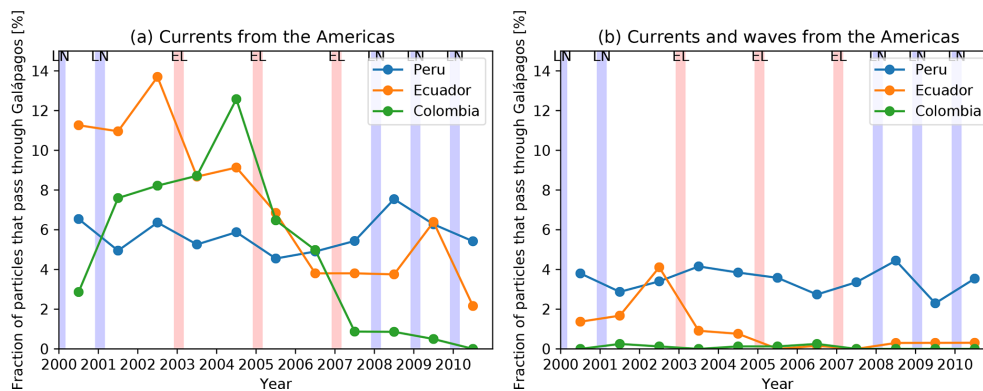 (a) Currents from the Americas
Fraction of particles that pass through Galápagos [%]
LN LN EL EL EL LN LN LN
Peru
Ecuador
Colombia
14
12
10
8
6
4
2
0
2000 2001 2002 2003 2004 2005 2006 2007 2008 2009 2010
Year
(b) Currents and waves from the Americas
Fraction of particles that pass through Galápagos [%]
LN LN EL EL EL LN LN LN
Peru
Ecuador
Colombia
14
12
10
8
6
4
2
0
2000 2001 2002 2003 2004 2005 2006 2007 2008 2009 2010
Year